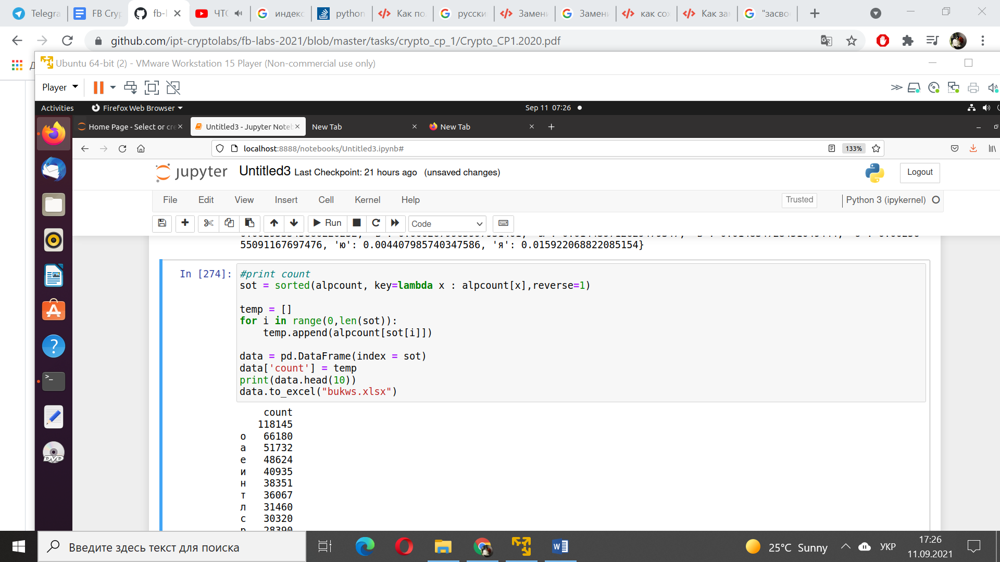 Telegra
FB Cryp
fb-l
ЧТО
индекс
python
Как по
русски
Замени
Замени
как сох
Как за
"засво
github.com/ipt-cryptolabs/fb-labs-2021/blob/master/tasks/crypto_cp_1/Crypto_CP1.2020.pdf
Ubuntu 64-bit (2) - VMware Workstation 15 Player (Non-commercial use only)
Player
Activities
Firefox Web Browser
Sep 11 07:26
Home Page - Select or cre
Untitled3 - Jupyter Noteb
New Tab
New Tab
localhost:8888/notebooks/Untitled3.ipynb#
133%
jupyter Untitled3 Last Checkpoint: 21 hours ago (unsaved changes)
Logout
File Edit View Insert Cell Kernel Help
Trusted
Python 3 (ipykernel)
Run
Code
55091167697476, 'ю': 0.004407985740347586, 'я': 0.015922068822085154}
In [274]:
#print count
sot = sorted(alpcount, key=lambda x : alpcount[x],reverse=1)
temp = []
for i in range(0,len(sot)):
    temp.append(alpcount[sot[i]])
data = pd.DataFrame(index = sot)
data['count'] = temp
print(data.head(10))
data.to_excel("bukws.xlsx")
count
118145
о 66180
а 51732
е 48624
и 40935
н 38351
т 36067
л 31460
с 30320
р 28390
DVD
Введите здесь текст для поиска
25°C Sunny
УКР
17:26
11.09.2021